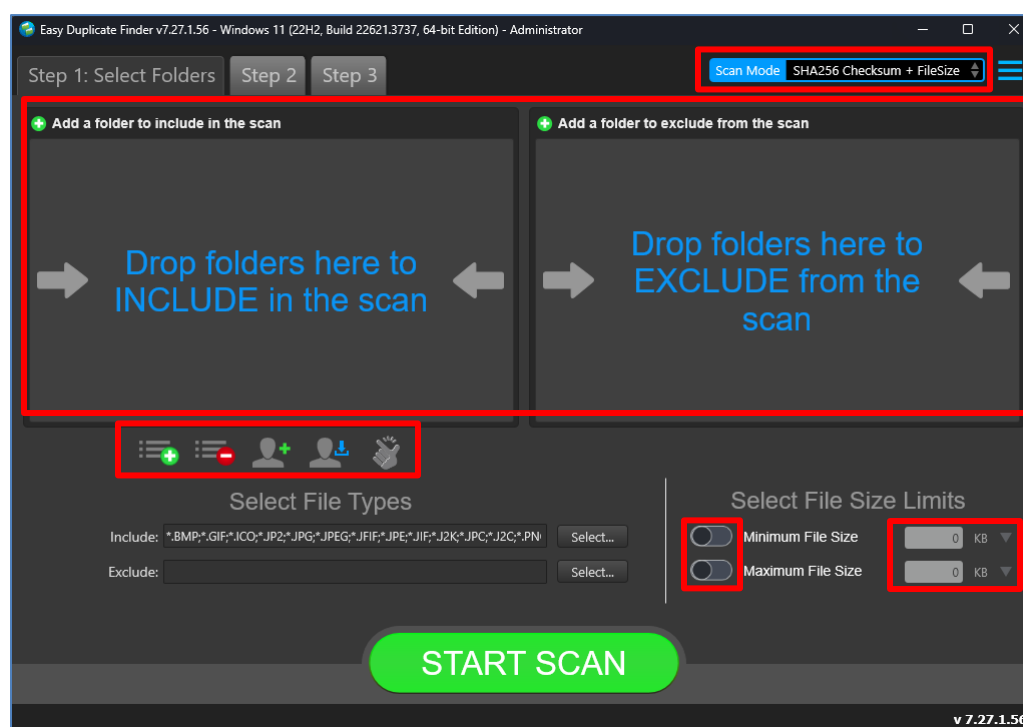 Easy Duplicate Finder v7.27.1.56 - Windows 11 (22H2, Build 22621.3737, 64-bit Edition) - Administrator
Step 1: Select Folders Step 2 Step 3 Scan Mode SHA256 Checksum + FileSize
Add a folder to include in the scan
Drop folders here to
INCLUDE in the scan
Add a folder to exclude from the scan
Drop folders here to
EXCLUDE from the
scan
Select File Types
Include: *.BMP;*.GIF;*.ICO;*.JP2;*.JPG;*.JPEG;*.JFIF;*.JPE;*.JIF;*.J2K;*.JPC;*.J2C;*.PN Select...
Exclude: Select...
Select File Size Limits
Minimum File Size 0 KB
Maximum File Size 0 KB
START SCAN
v 7.27.1.56